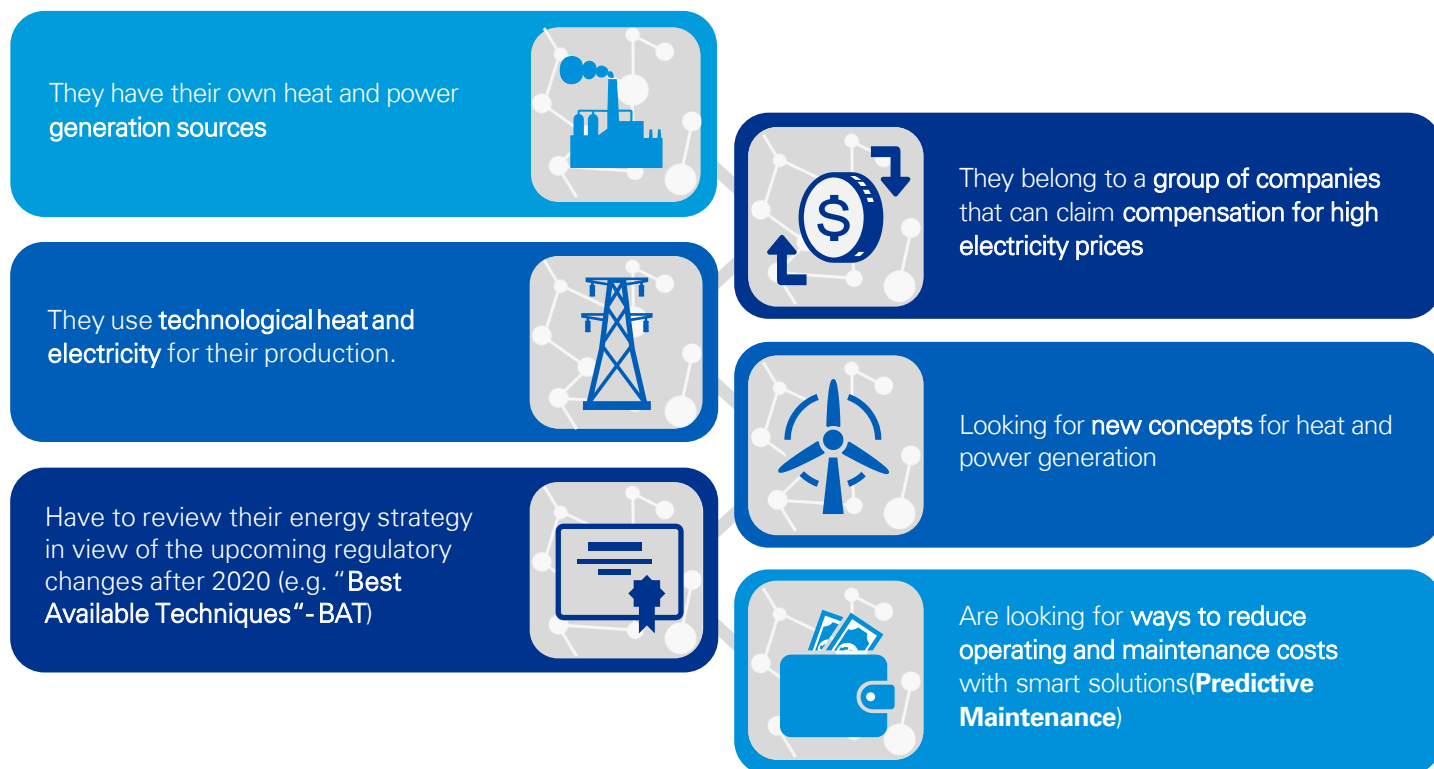 They have their own heat and power
generation sources
They belong to a group of companies
that can claim compensation for high
electricity prices
They use technological heat and
electricity for their production.
Looking for new concepts for heat and
power generation
Have to review their energy strategy
in view of the upcoming regulatory
changes after 2020 (e.g. “Best
Available Techniques“- BAT)
Are looking for ways to reduce
operating and maintenance costs
with smart solutions(Predictive
Maintenance)
$